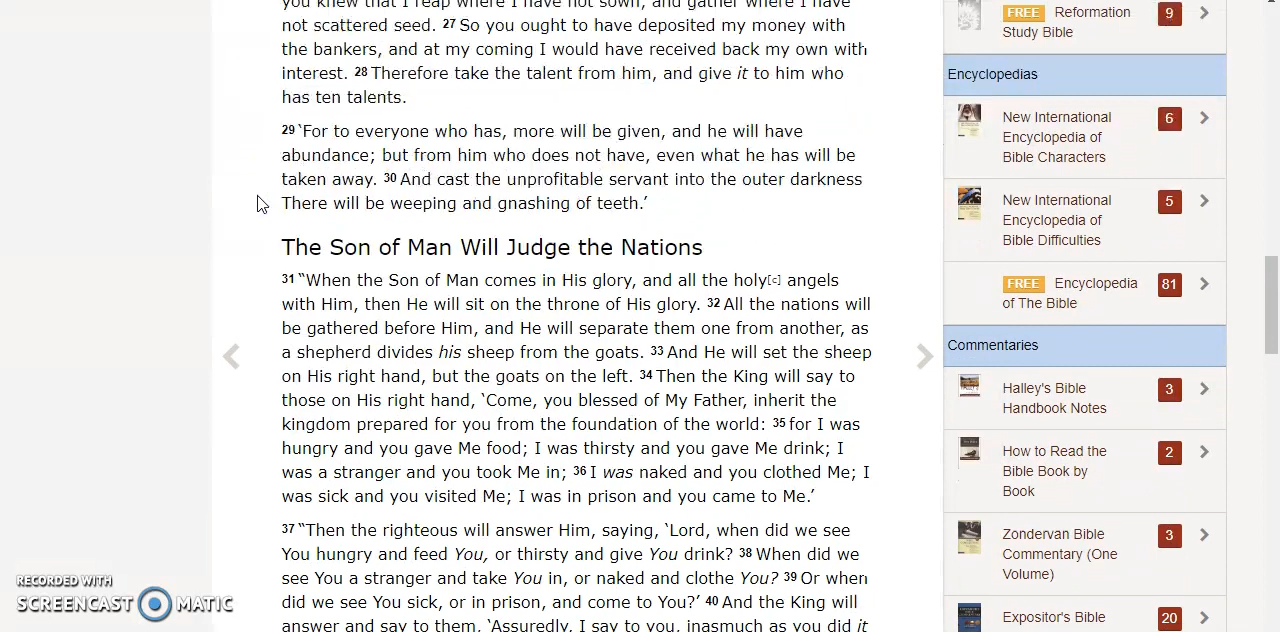 you knew that I reap where I have not sown, and gather where I have
not scattered seed. 27 So you ought to have deposited my money with
the bankers, and at my coming I would have received back my own with
interest. 28 Therefore take the talent from him, and give it to him who
has ten talents.
29 ‘For to everyone who has, more will be given, and he will have
abundance; but from him who does not have, even what he has will be
taken away. 30 And cast the unprofitable servant into the outer darkness
There will be weeping and gnashing of teeth.’
The Son of Man Will Judge the Nations
31 “When the Son of Man comes in His glory, and all the holy[c] angels
with Him, then He will sit on the throne of His glory. 32 All the nations will
be gathered before Him, and He will separate them one from another, as
a shepherd divides his sheep from the goats. 33 And He will set the sheep
on His right hand, but the goats on the left. 34 Then the King will say to
those on His right hand, ‘Come, you blessed of My Father, inherit the
kingdom prepared for you from the foundation of the world: 35 for I was
hungry and you gave Me food; I was thirsty and you gave Me drink; I
was a stranger and you took Me in; 36 I was naked and you clothed Me; I
was sick and you visited Me; I was in prison and you came to Me.’
37 “Then the righteous will answer Him, saying, ‘Lord, when did we see
You hungry and feed You, or thirsty and give You drink? 38 When did we
see You a stranger and take You in, or naked and clothe You? 39 Or when
did we see You sick, or in prison, and come to You?’ 40 And the King will
answer and say to them, ‘Assuredly, I say to you, inasmuch as you did it
FREE Reformation 9
Study Bible
Encyclopedias
New International 6
Encyclopedia of
Bible Characters
New International 5
Encyclopedia of
Bible Difficulties
FREE Encyclopedia 81
of The Bible
Commentaries
Halley's Bible 3
Handbook Notes
How to Read the 2
Bible Book by
Book
Zondervan Bible 3
Commentary (One
Volume)
Expositor's Bible 20
RECORDED WITH
SCREENCAST MATIC